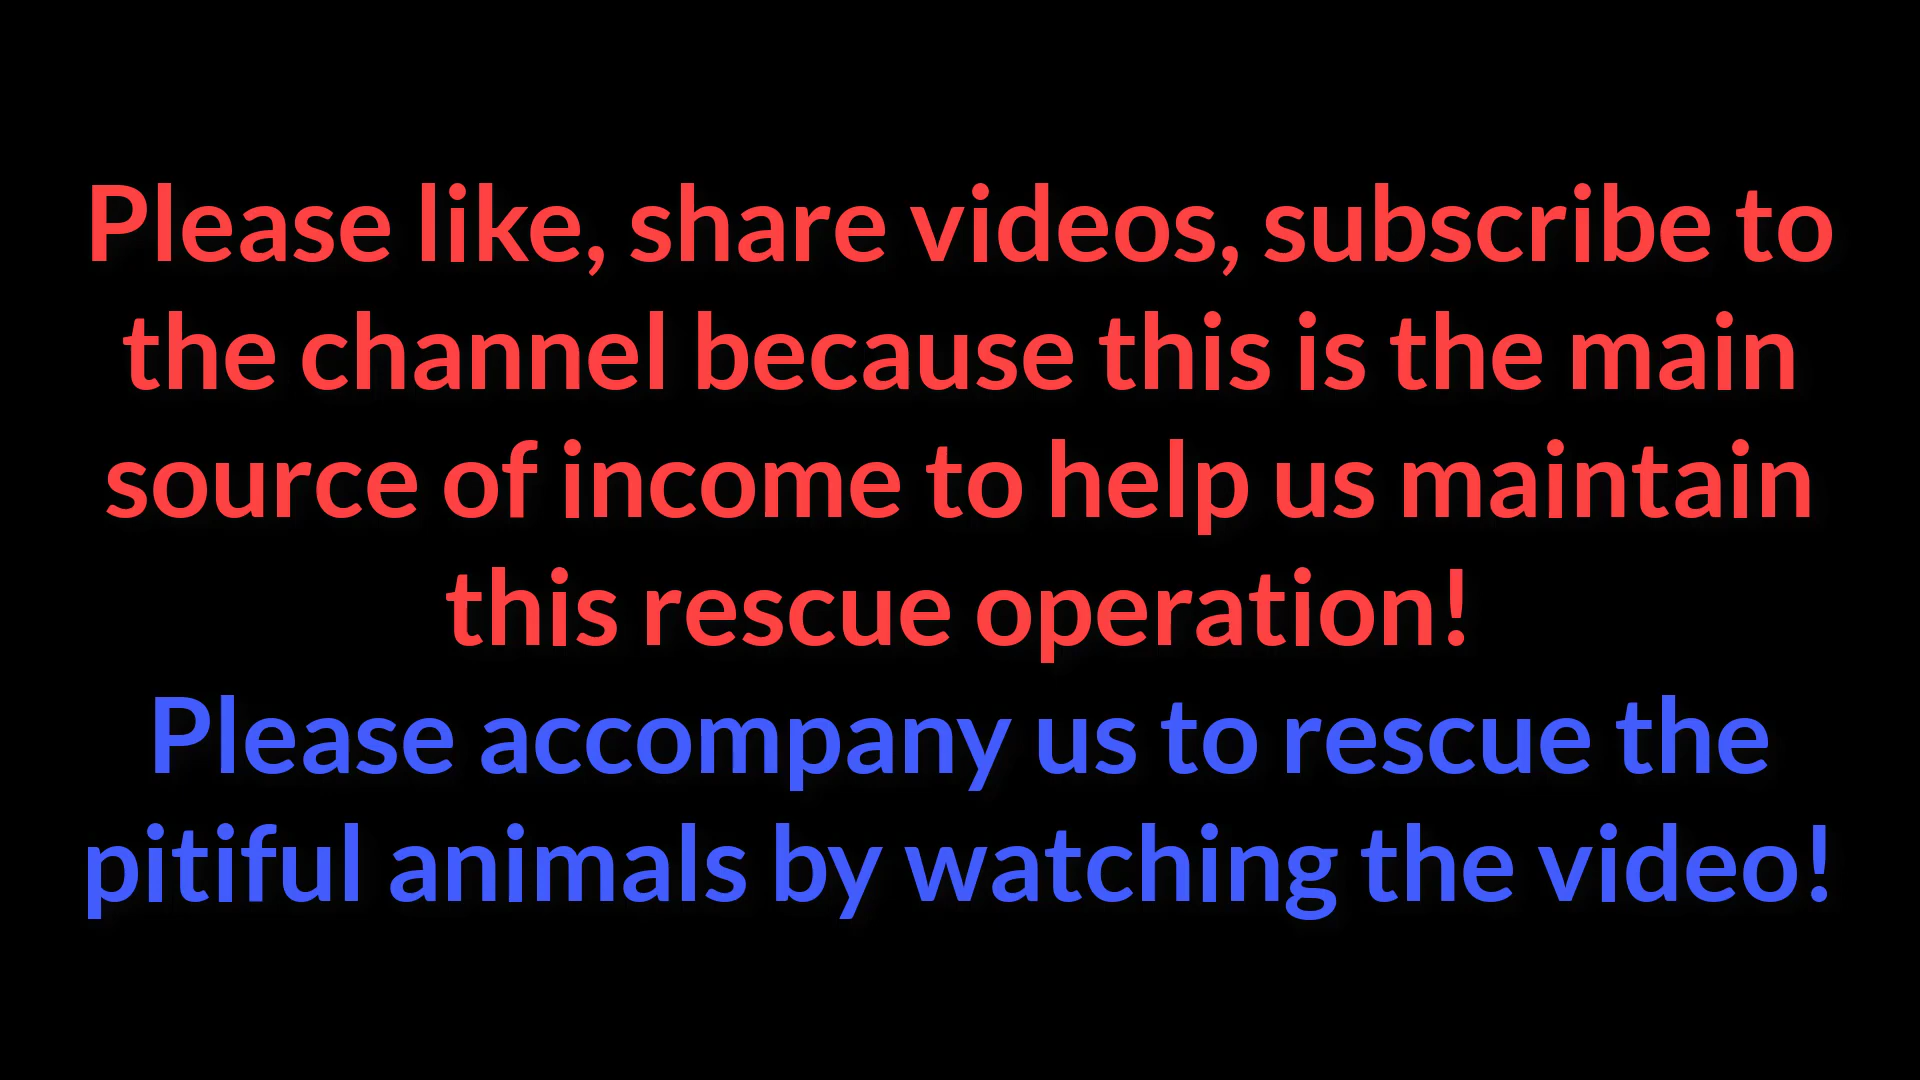 Please like, share videos, subscribe to
the channel because this is the main
source of income to help us maintain
this rescue operation!
Please accompany us to rescue the
pitiful animals by watching the video!